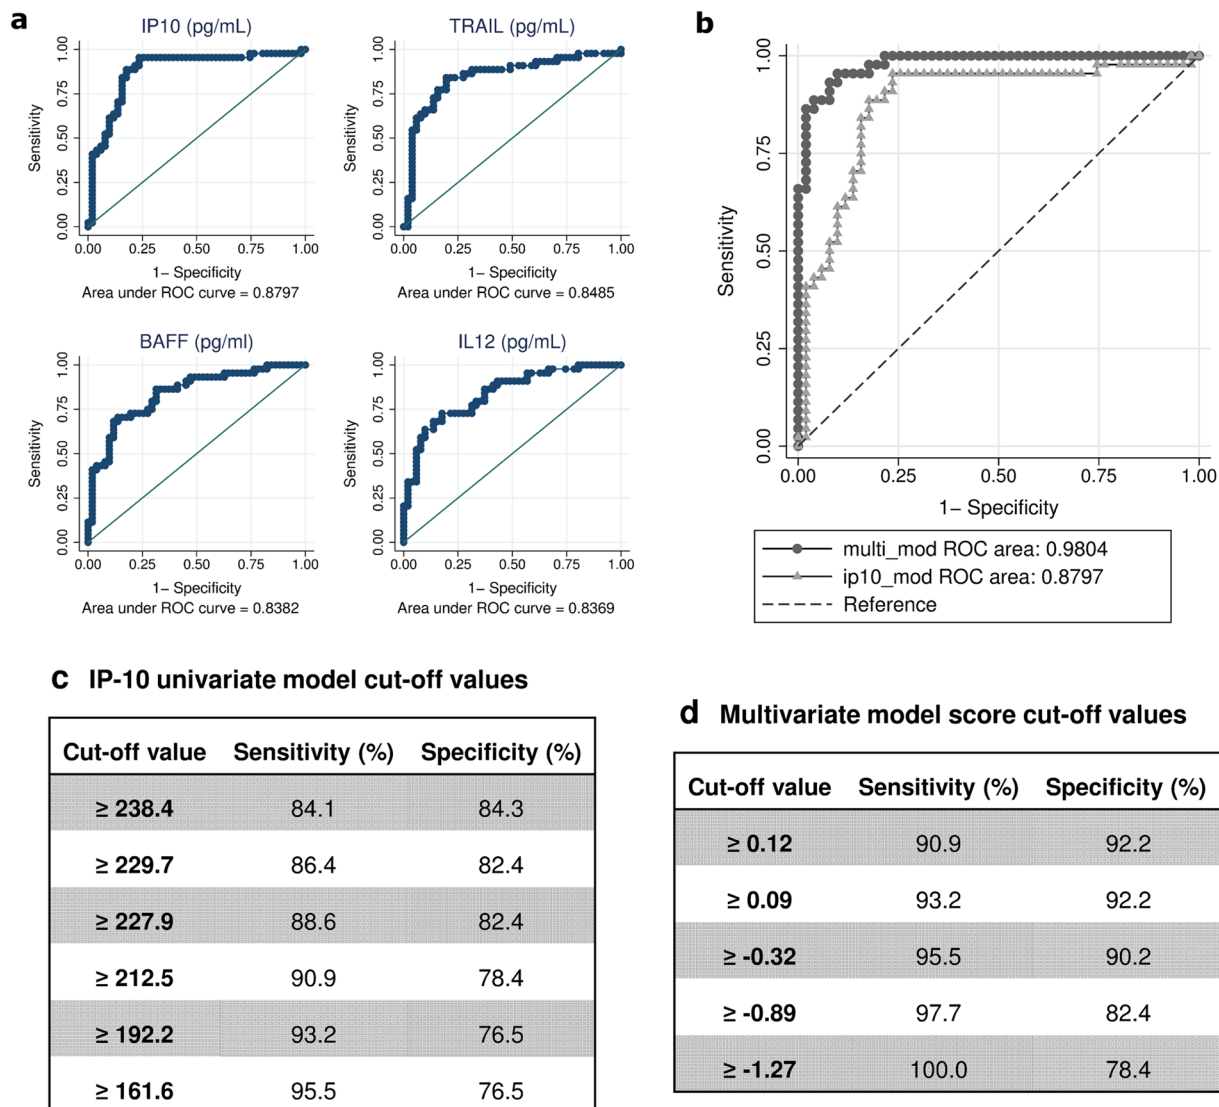 a
IP10 (pg/mL)
Sensitivity
0.00 0.25 0.50 0.75 1.00
0.00 0.25 0.50 0.75 1.00
1– Specificity
Area under ROC curve = 0.8797
TRAIL (pg/mL)
Sensitivity
0.00 0.25 0.50 0.75 1.00
0.00 0.25 0.50 0.75 1.00
1– Specificity
Area under ROC curve = 0.8485
BAFF (pg/ml)
Sensitivity
0.00 0.25 0.50 0.75 1.00
0.00 0.25 0.50 0.75 1.00
1– Specificity
Area under ROC curve = 0.8382
IL12 (pg/mL)
Sensitivity
0.00 0.25 0.50 0.75 1.00
0.00 0.25 0.50 0.75 1.00
1– Specificity
Area under ROC curve = 0.8369
b
Sensitivity
0.00 0.25 0.50 0.75 1.00
0.00 0.25 0.50 0.75 1.00
1– Specificity
multi_mod ROC area: 0.9804
ip10_mod ROC area: 0.8797
Reference
c IP-10 univariate model cut-off values
Cut-off value Sensitivity (%) Specificity (%)
≥ 238.4 84.1 84.3
≥ 229.7 86.4 82.4
≥ 227.9 88.6 82.4
≥ 212.5 90.9 78.4
≥ 192.2 93.2 76.5
≥ 161.6 95.5 76.5
d Multivariate model score cut-off values
Cut-off value Sensitivity (%) Specificity (%)
≥ 0.12 90.9 92.2
≥ 0.09 93.2 92.2
≥ -0.32 95.5 90.2
≥ -0.89 97.7 82.4
≥ -1.27 100.0 78.4